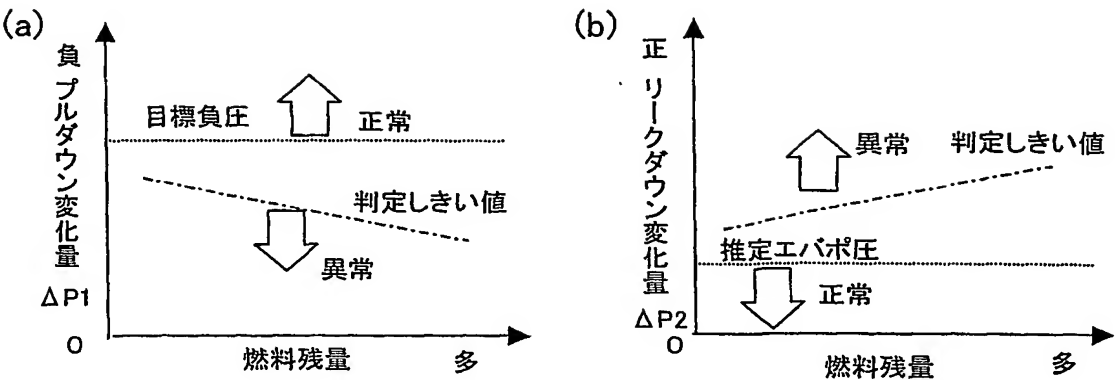 (a)
負 プルダウン変化量
ΔP1
0
目標負圧
正常
判定しきい値
異常
燃料残量
多
(b)
正 リークダウン変化量
ΔP2
0
異常
判定しきい値
推定エバポ圧
正常
燃料残量
多